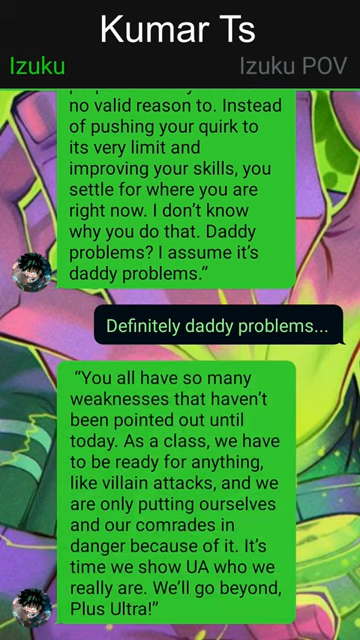 Kumar Ts
Izuku
Izuku POV
no valid reason to. Instead
of pushing your quirk to
its very limit and
improving your skills, you
settle for where you are
right now. I don't know
why you do that. Daddy
problems? I assume it's
daddy problems.”
Definitely daddy problems...
“You all have so many
weaknesses that haven't
been pointed out until
today. As a class, we have
to be ready for anything,
like villain attacks, and we
are only putting ourselves
and our comrades in
danger because of it. It's
time we show UA who we
really are. We'll go beyond,
Plus Ultra!”